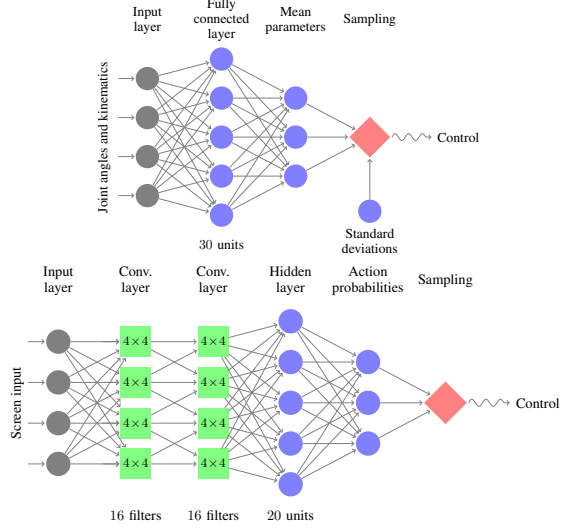 Input
layer
Fully
connected
layer
Mean
parameters
Sampling
Joint angles and kinematics
Control
30 units
Standard
deviations
Input
layer
Conv.
layer
Conv.
layer
Hidden
layer
Action
probabilities
Sampling
Screen input
4×4
4×4
4×4
4×4
4×4
4×4
4×4
4×4
Control
16 filters
16 filters
20 units